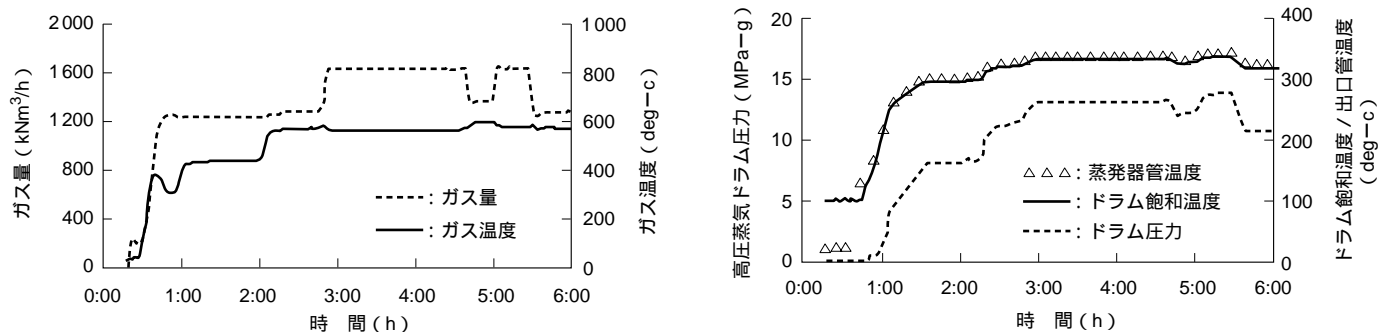 2 000
1600
1200
800
400
0
ガス量(kNm³/h)
1 000
800
600
400
200
0
ガス温度(deg-c)
: ガス量
: ガス温度
0:00 1:00 2:00 3:00 4:00 5:00 6:00
時 間(h)
20
15
10
5
0
高圧蒸気ドラム圧力(MPa-g)
400
300
200
100
0
ドラム飽和温度/出口管温度
(deg-c)
△ △ △ : 蒸発器管温度
: ドラム飽和温度
: ドラム圧力
0:00 1:00 2:00 3:00 4:00 5:00 6:00
時 間(h)